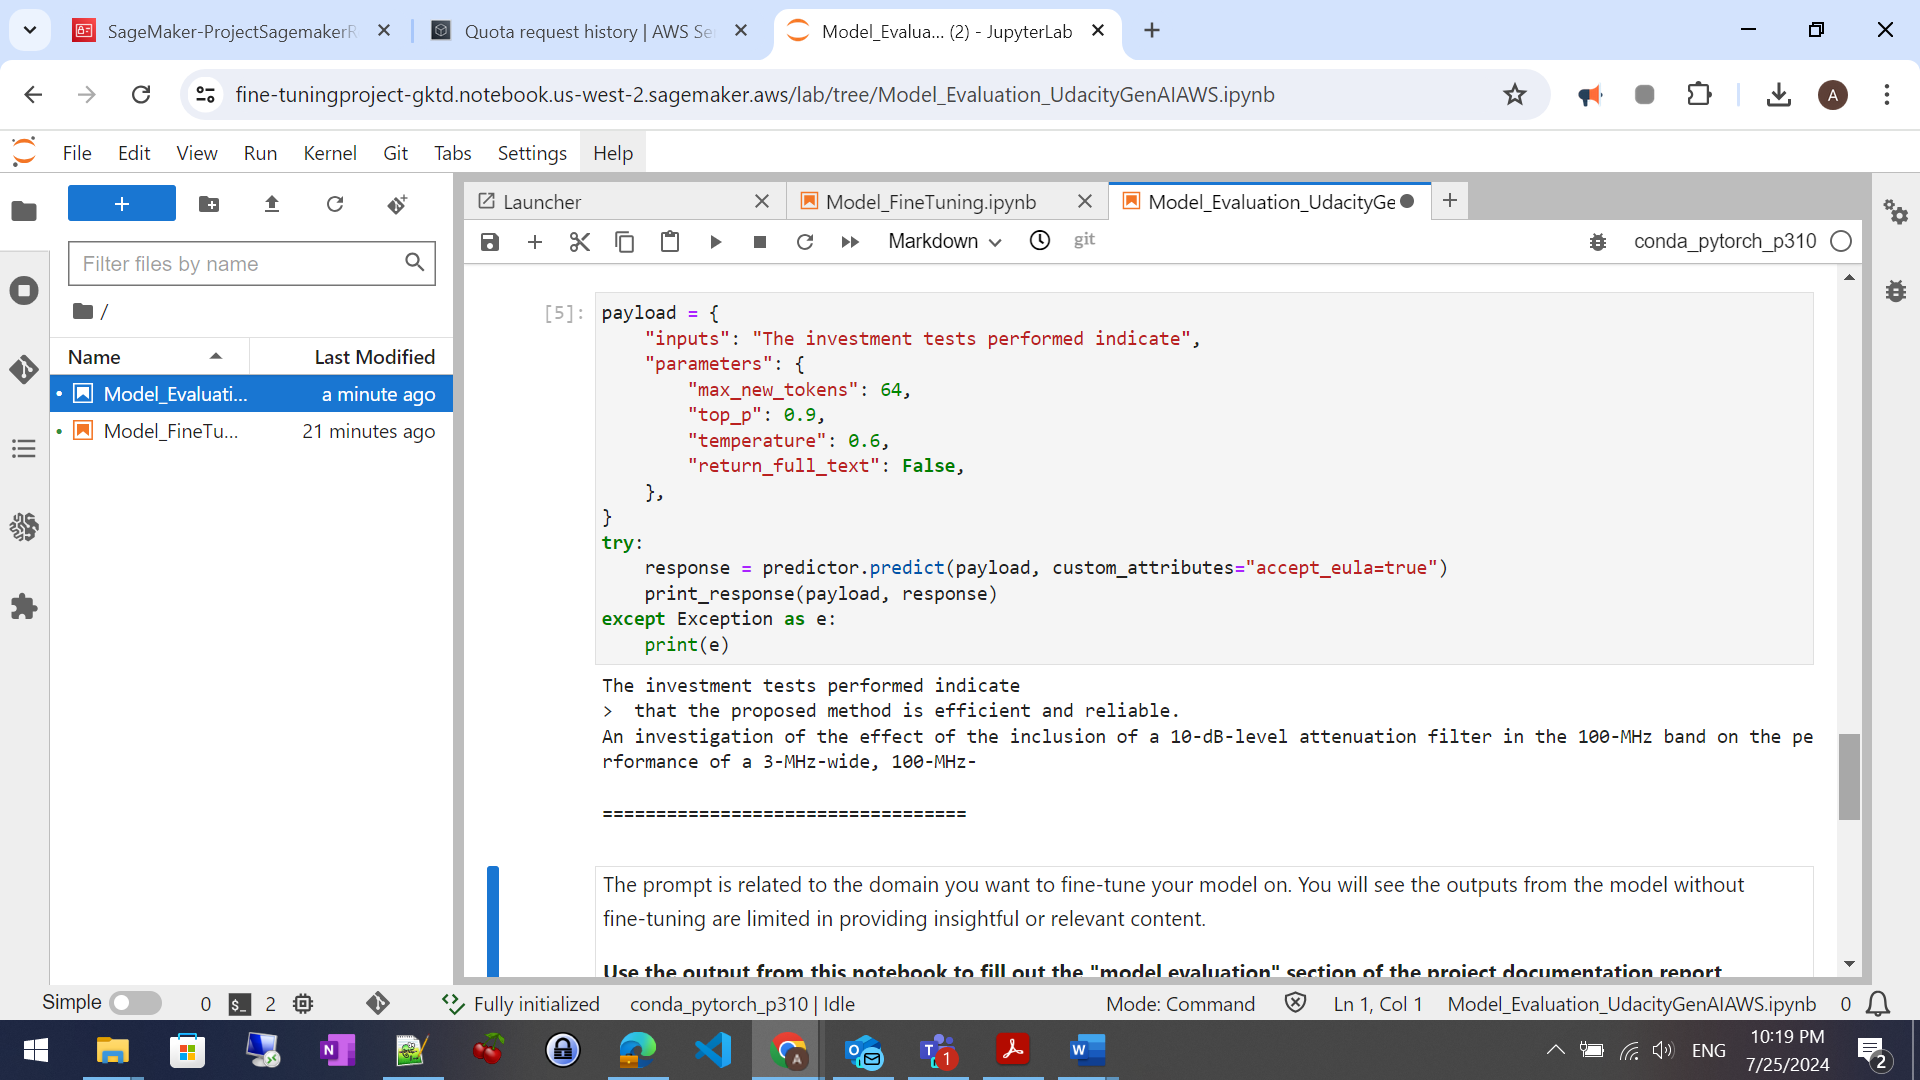 SageMaker-ProjectSagemakerR
Quota request history | AWS Se
Model_Evalua... (2) - JupyterLab
fine-tuningproject-gktd.notebook.us-west-2.sagemaker.aws/lab/tree/Model_Evaluation_UdacityGenAIAWS.ipynb
A
File Edit View Run Kernel Git Tabs Settings Help
Launcher
Model_FineTuning.ipynb
Model_Evaluation_UdacityGe
Markdown
git
conda_pytorch_p310
Filter files by name
/
Name Last Modified
Model_Evaluati... a minute ago
Model_FineTu... 21 minutes ago
[5]:
payload = {
    "inputs": "The investment tests performed indicate",
    "parameters": {
        "max_new_tokens": 64,
        "top_p": 0.9,
        "temperature": 0.6,
        "return_full_text": False,
    },
}
try:
    response = predictor.predict(payload, custom_attributes="accept_eula=true")
    print_response(payload, response)
except Exception as e:
    print(e)
The investment tests performed indicate
>  that the proposed method is efficient and reliable.
An investigation of the effect of the inclusion of a 10-dB-level attenuation filter in the 100-MHz band on the pe
rformance of a 3-MHz-wide, 100-MHz-
==================================
The prompt is related to the domain you want to fine-tune your model on. You will see the outputs from the model without
fine-tuning are limited in providing insightful or relevant content.
Use the output from this notebook to fill out the "model evaluation" section of the project documentation report
Simple 0 $_ 2 Fully initialized conda_pytorch_p310 | Idle Mode: Command Ln 1, Col 1 Model_Evaluation_UdacityGenAIAWS.ipynb 0
N
A
T
1
W
ENG
10:19 PM
7/25/2024
2